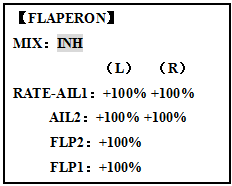 【FLAPERON】
MIX：INH
（L） （R）
RATE-AIL1：+100% +100%
AIL2：+100% +100%
FLP2：+100%
FLP1：+100%